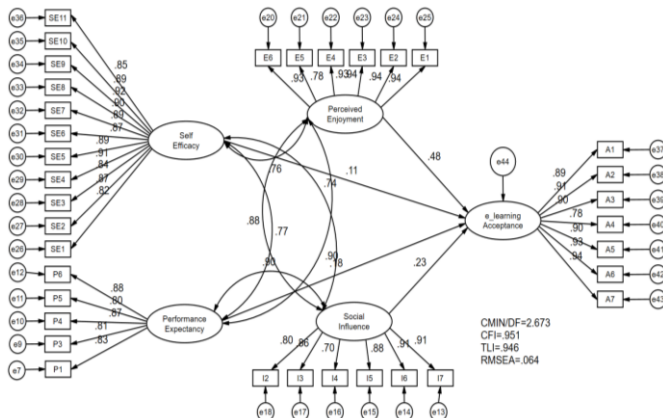 e36 SE11
e35 SE10
e34 SE9
e33 SE8
e32 SE7
e31 SE6
e30 SE5
e29 SE4
e28 SE3
e27 SE2
e26 SE1
.85
.89
.92
.90
.89
.87
.89
.91
.84
.87
.82
Self
Efficacy
e12 P6
e11 P5
e10 P4
e9 P3
e7 P1
.88
.80
.87
.81
.83
Performance
Expectancy
e20 e21 e22 e23 e24 e25
E6 E5 E4 E3 E2 E1
.93 .78 .93 .94 .94 .94
Perceived
Enjoyment
.76
.74
.88
.77
.90
.90
.11
.48
.18
.23
Social
Influence
.80 .86 .70 .88 .91 .91
I2 I3 I4 I5 I6 I7
e18 e17 e16 e15 e14 e13
e44
e_learning
Acceptance
.89
.91
.90
.78
.90
.93
.94
A1 e37
A2 e38
A3 e39
A4 e40
A5 e41
A6 e42
A7 e43
CMIN/DF=2.673
CFI=.951
TLI=.946
RMSEA=.064